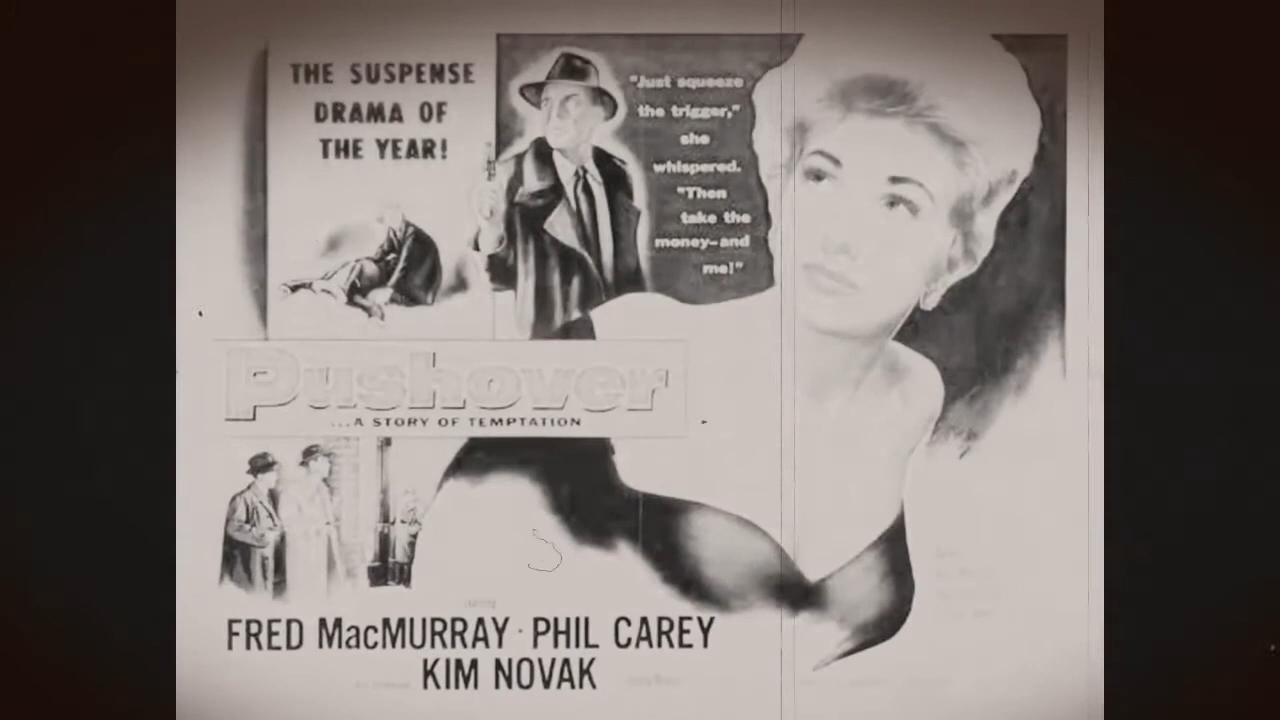 THE SUSPENSE
DRAMA OF
THE YEAR!
"Just squeeze
the trigger,"
she
whispered.
"Then
take the
money-and
me!"
Pushover
...A STORY OF TEMPTATION
FRED MacMURRAY · PHIL CAREY
KIM NOVAK